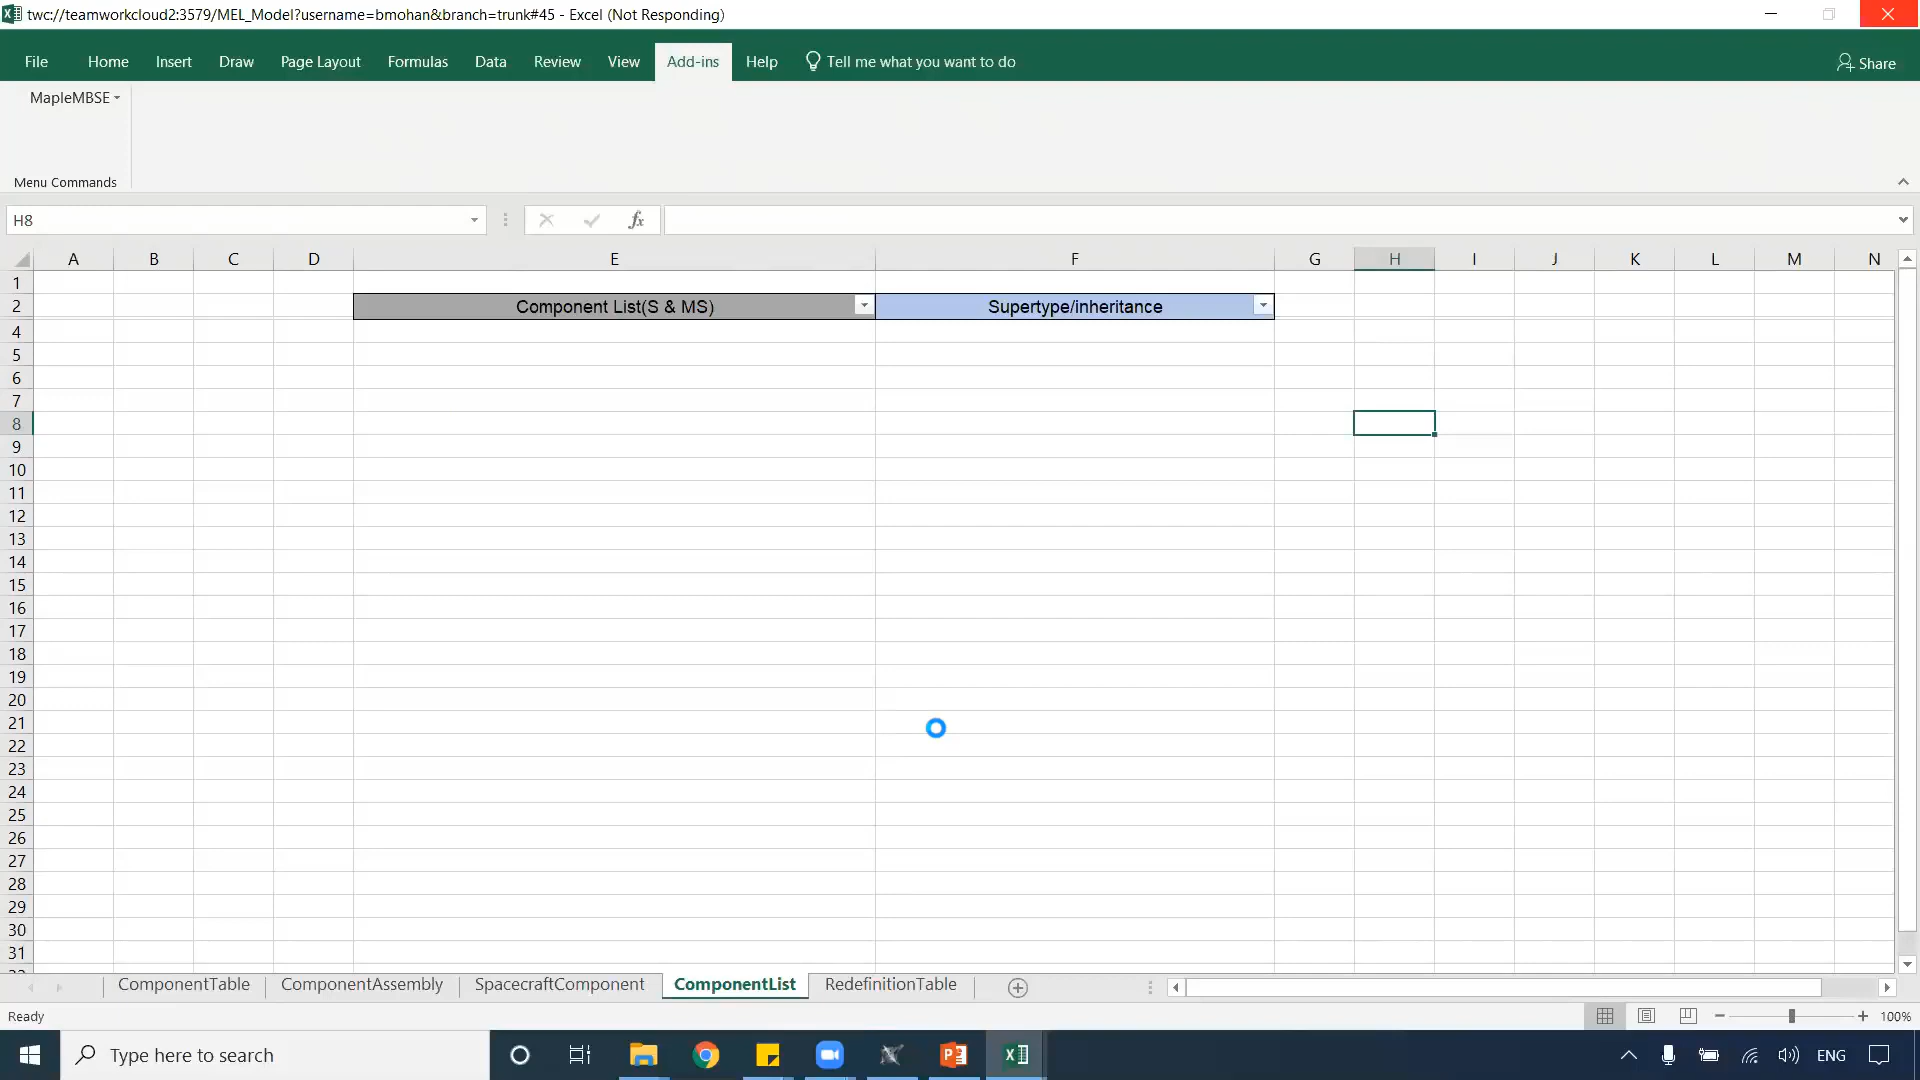 twc://teamworkcloud2:3579/MEL_Model?username=bmohan&branch=trunk#45 - Excel (Not Responding)
File Home Insert Draw Page Layout Formulas Data Review View Add-ins Help Tell me what you want to do Share
MapleMBSE
Menu Commands
H8 fx
A B C D E F G H I J K L M N
1
2 Component List(S & MS) Supertype/inheritance
4
5
6
7
8
9
10
11
12
13
14
15
16
17
18
19
20
21
22
23
24
25
26
27
28
29
30
31
ComponentTable ComponentAssembly SpacecraftComponent ComponentList RedefinitionTable
Ready 100%
Type here to search ENG